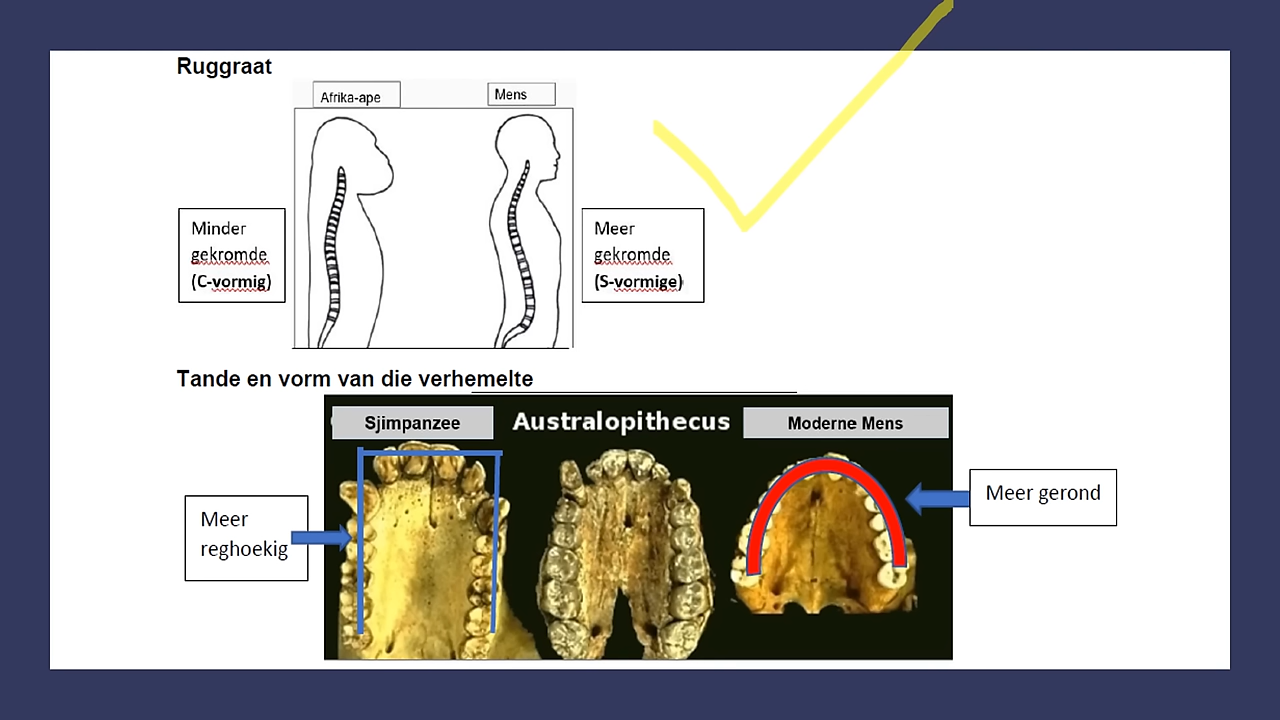 Ruggraat
Afrika-ape
Mens
Minder
gekromde
(C-vormig)
Meer
gekromde
(S-vormige)
Tande en vorm van die verhemelte
Sjimpanzee
Australopithecus
Moderne Mens
Meer
reghoekig
Meer gerond